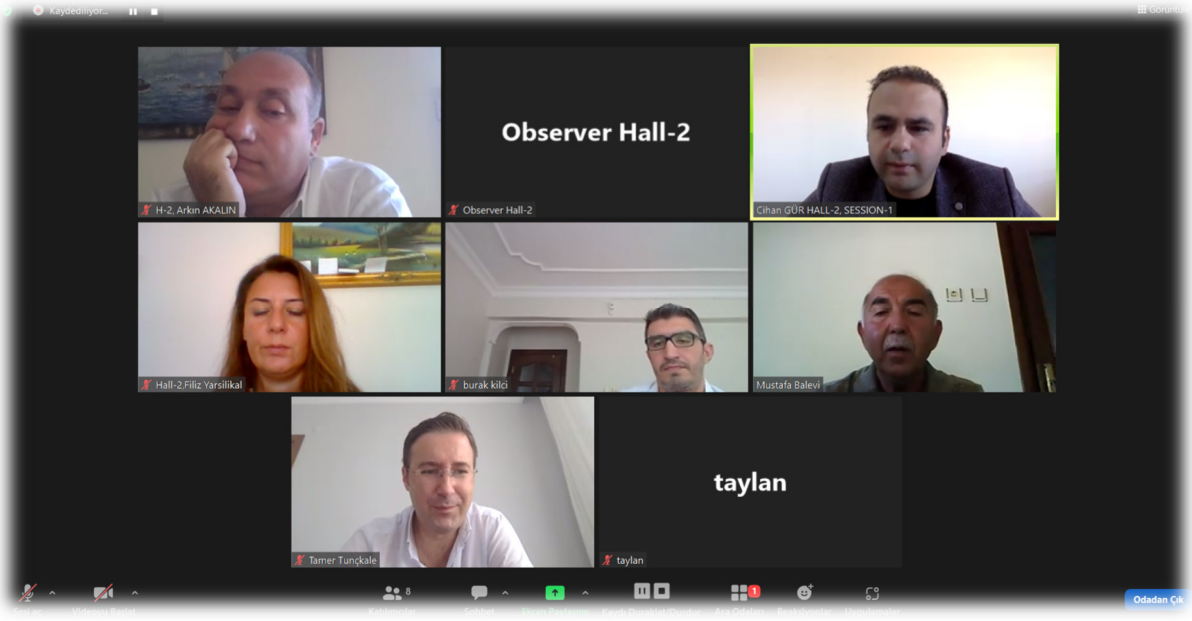 Kaydediliyor...
H-2, Arkın AKALIN
Observer Hall-2
Observer Hall-2
Cihan GÜR HALL-2, SESSION-1
Hall-2,Filiz Yarsilikal
burak kilci
Mustafa Balevi
Tamer Tunçkale
taylan
taylan
8
1
Odadan Çık